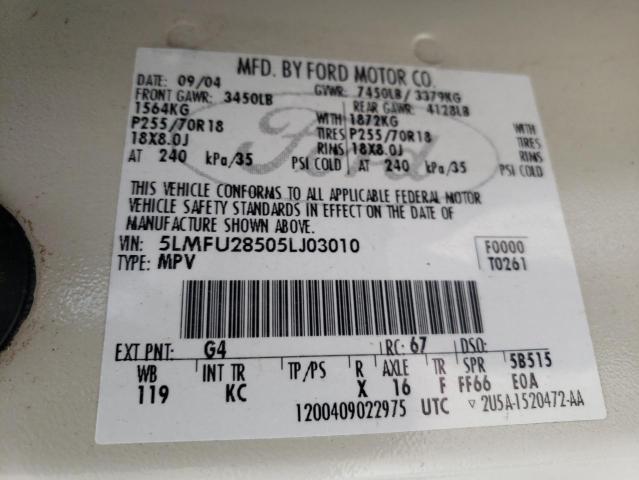 MFD. BY FORD MOTOR CO.
DATE: 09/04 GVWR: 7450LB / 3379KG
FRONT GAWR: 3450LB REAR GAWR: 4128LB
1564KG WITH 1872KG WITH
P255/70R18 TIRES P255/70R18 TIRES
18X8.0J RIMS 18X8.0J RIMS
AT 240 kPa/35 PSI COLD AT 240 kPa/35 PSI COLD
Ford
THIS VEHICLE CONFORMS TO ALL APPLICABLE FEDERAL MOTOR
VEHICLE SAFETY STANDARDS IN EFFECT ON THE DATE OF
MANUFACTURE SHOWN ABOVE.
VIN: 5LMFU28505LJ03010 F0000
TYPE: MPV T0261
EXT PNT: G4 RC: 67 DSO:
WB INT TR TP/PS R AXLE TR SPR 5B515
119 KC X 16 F FF66 E0A
1200409022975 UTC ▽ 2U5A-1520472-AA